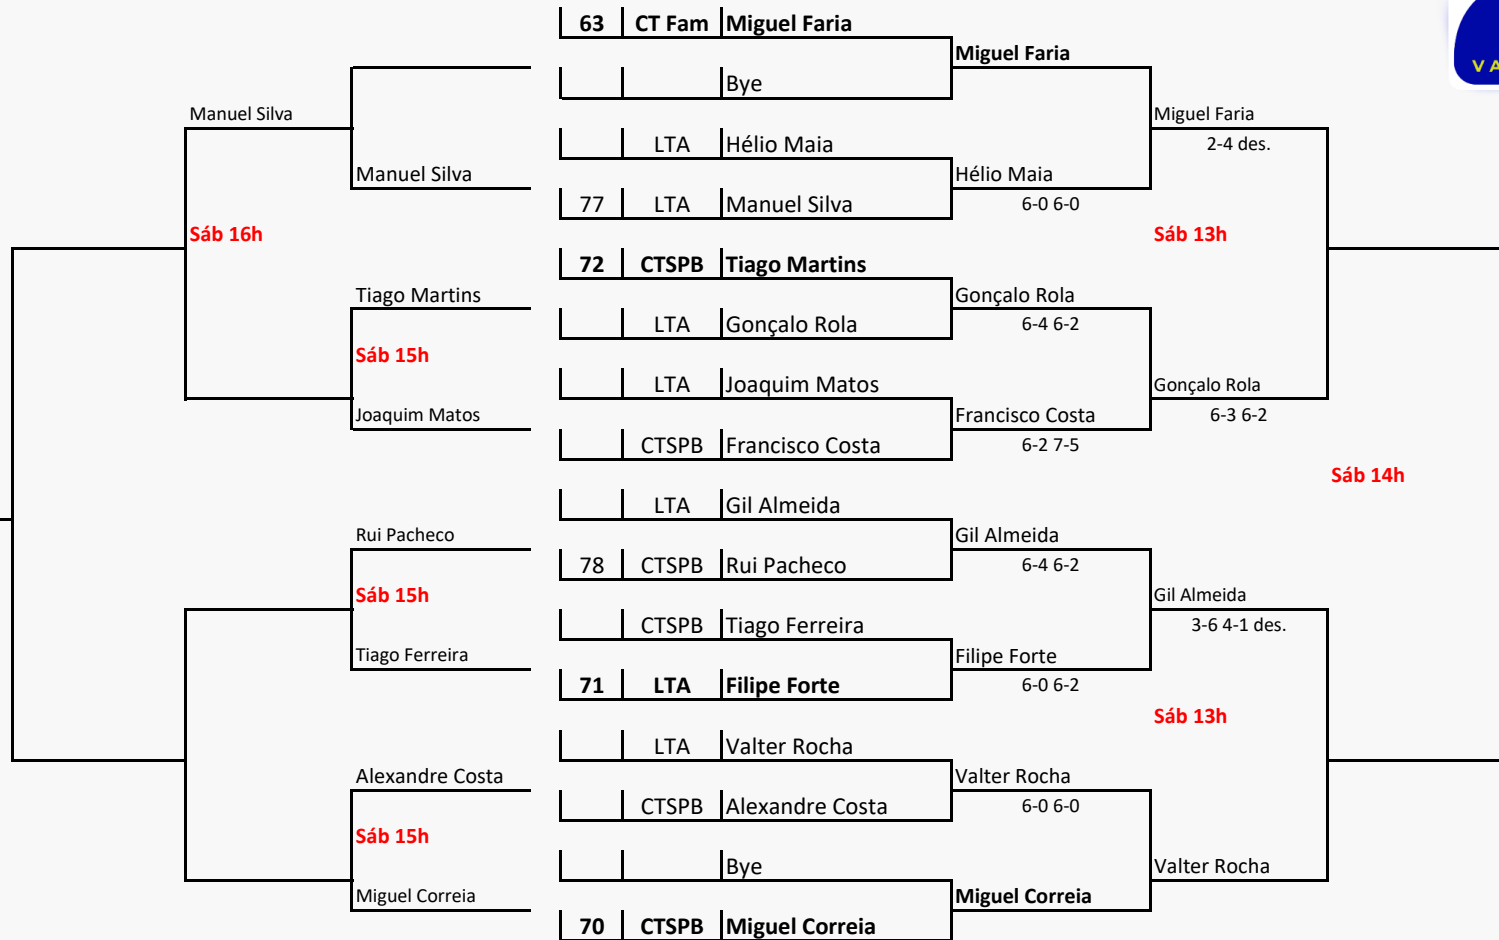 63 CT Fam Miguel Faria
Miguel Faria
Bye
VA
Manuel Silva
Miguel Faria
LTA Hélio Maia
2-4 des.
Manuel Silva
Hélio Maia
77 LTA Manuel Silva
6-0 6-0
Sáb 16h
Sáb 13h
72 CTSPB Tiago Martins
Tiago Martins
Gonçalo Rola
LTA Gonçalo Rola
6-4 6-2
Sáb 15h
LTA Joaquim Matos
Gonçalo Rola
Joaquim Matos
Francisco Costa
6-3 6-2
CTSPB Francisco Costa
6-2 7-5
Sáb 14h
LTA Gil Almeida
Rui Pacheco
Gil Almeida
78 CTSPB Rui Pacheco
6-4 6-2
Sáb 15h
Gil Almeida
CTSPB Tiago Ferreira
3-6 4-1 des.
Tiago Ferreira
Filipe Forte
71 LTA Filipe Forte
6-0 6-2
Sáb 13h
LTA Valter Rocha
Alexandre Costa
Valter Rocha
CTSPB Alexandre Costa
6-0 6-0
Sáb 15h
Bye
Valter Rocha
Miguel Correia
Miguel Correia
70 CTSPB Miguel Correia